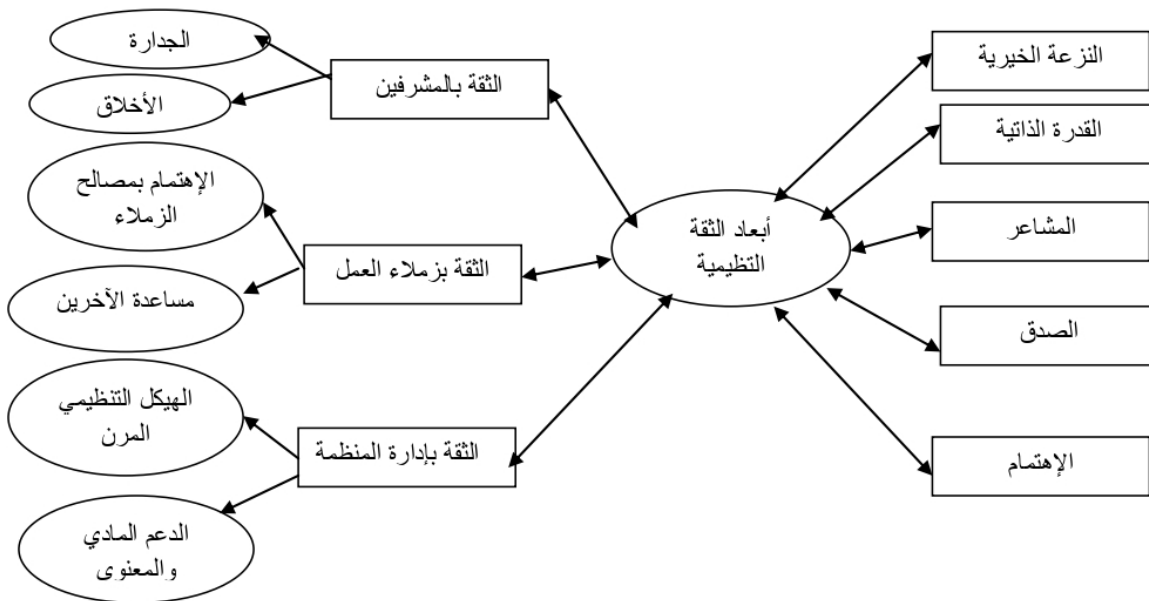 النزعة الخيرية
القدرة الذاتية
المشاعر
الصدق
الإهتمام
أبعاد الثقة
التظيمية
الثقة بالمشرفين
الثقة بزملاء العمل
الثقة بإدارة المنظمة
الجدارة
الأخلاق
الإهتمام بمصالح
الزملاء
مساعدة الآخرين
الهيكل التنظيمي
المرن
الدعم المادي
والمعنوي